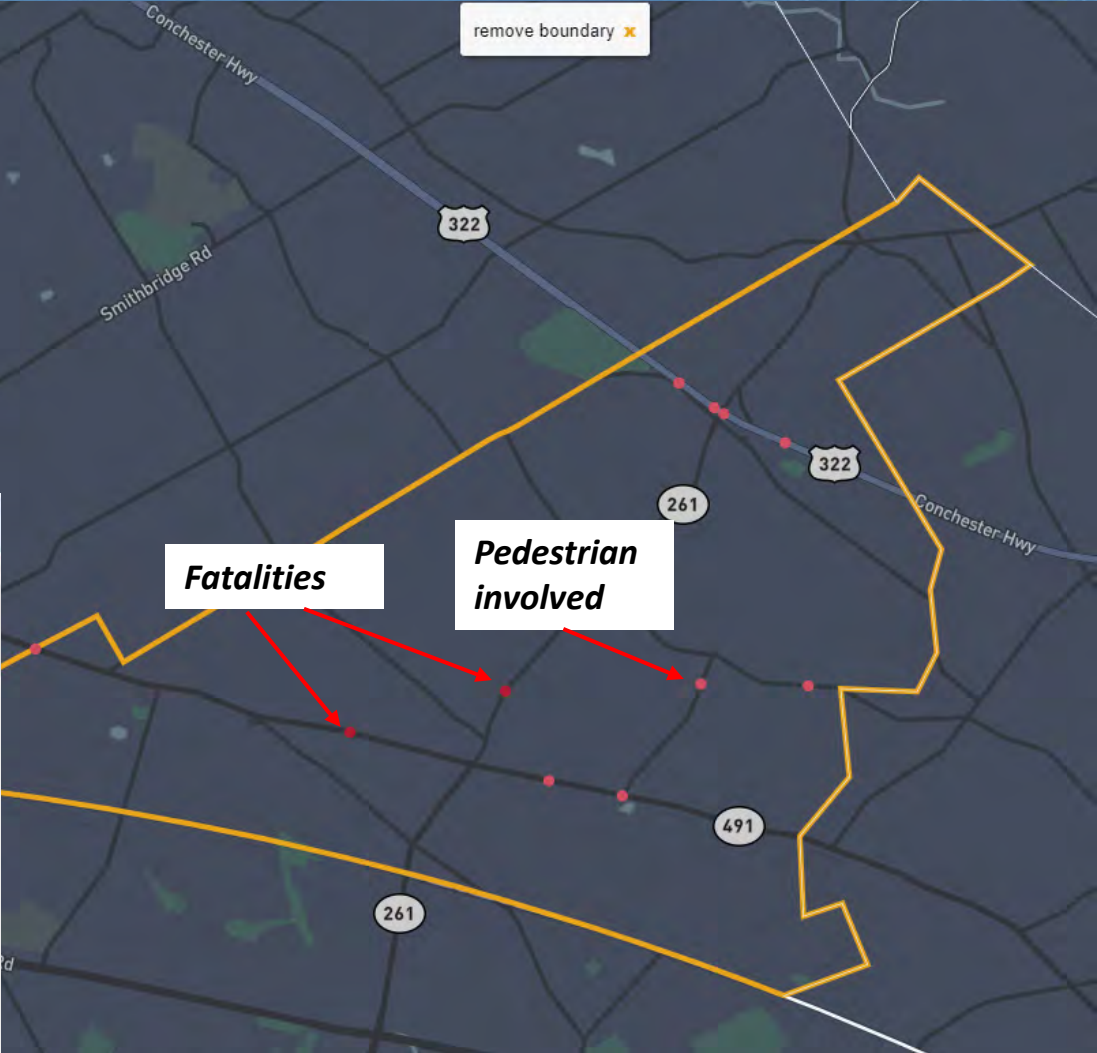 Conchester Hwy
remove boundary x
322
Smithbridge Rd
322
261
Conchester Hwy
Fatalities
Pedestrian
involved
491
261
Rd